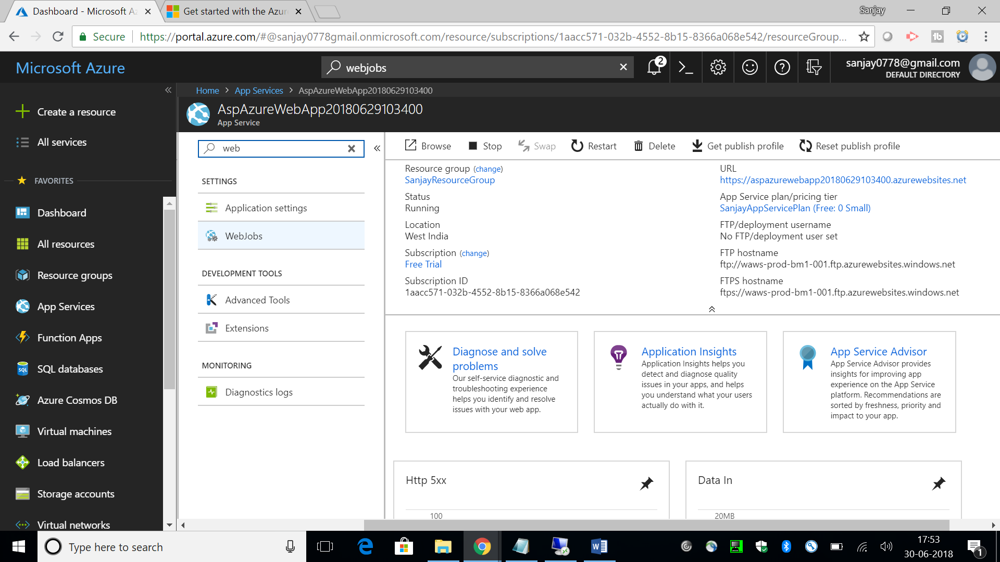 Dashboard - Microsoft Az
Get started with the Azur
Sanjay
Secure
https://portal.azure.com/#@sanjay0778gmail.onmicrosoft.com/resource/subscriptions/1aacc571-032b-4552-8b15-8366a068e542/resourceGroup...
Microsoft Azure
webjobs
2
sanjay0778@gmail.com
DEFAULT DIRECTORY
Create a resource
All services
FAVORITES
Dashboard
All resources
Resource groups
App Services
Function Apps
SQL
SQL databases
Azure Cosmos DB
Virtual machines
Load balancers
Storage accounts
Virtual networks
Home > App Services > AspAzureWebApp20180629103400
AspAzureWebApp20180629103400
App Service
web
SETTINGS
Application settings
WebJobs
DEVELOPMENT TOOLS
Advanced Tools
Extensions
MONITORING
Diagnostics logs
Browse
Stop
Swap
Restart
Delete
Get publish profile
Reset publish profile
Resource group (change)
SanjayResourceGroup
Status
Running
Location
West India
Subscription (change)
Free Trial
Subscription ID
1aacc571-032b-4552-8b15-8366a068e542
URL
https://aspazurewebapp20180629103400.azurewebsites.net
App Service plan/pricing tier
SanjayAppServicePlan (Free: 0 Small)
FTP/deployment username
No FTP/deployment user set
FTP hostname
ftp://waws-prod-bm1-001.ftp.azurewebsites.windows.net
FTPS hostname
ftps://waws-prod-bm1-001.ftp.azurewebsites.windows.net
Diagnose and solve
problems
Our self-service diagnostic and
troubleshooting experience
helps you identify and resolve
issues with your web app.
Application Insights
Application Insights helps you
detect and diagnose quality
issues in your apps, and helps
you understand what your users
actually do with it.
App Service Advisor
App Service Advisor provides
insights for improving app
experience on the App Service
platform. Recommendations are
sorted by freshness, priority and
impact to your app.
Http 5xx
100
Data In
20MB
Type here to search
17:53
30-06-2018
1